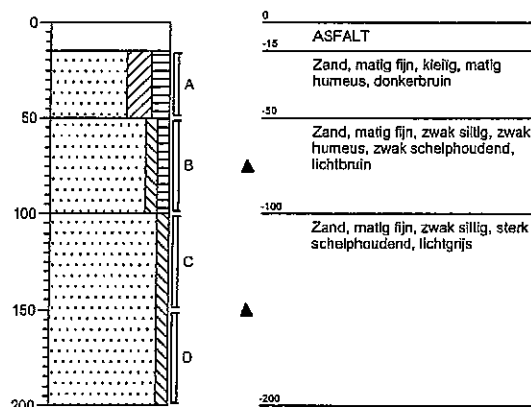 0
50
100
150
200
A
B
C
D
0
ASFALT
-15
Zand, matig fijn, kleiig, matig
humeus, donkerbruin
-50
Zand, matig fijn, zwak siltig, zwak
humeus, zwak schelphoudend,
lichtbruin
-100
Zand, matig fijn, zwak siltig, sterk
schelphoudend, lichtgrijs
-200